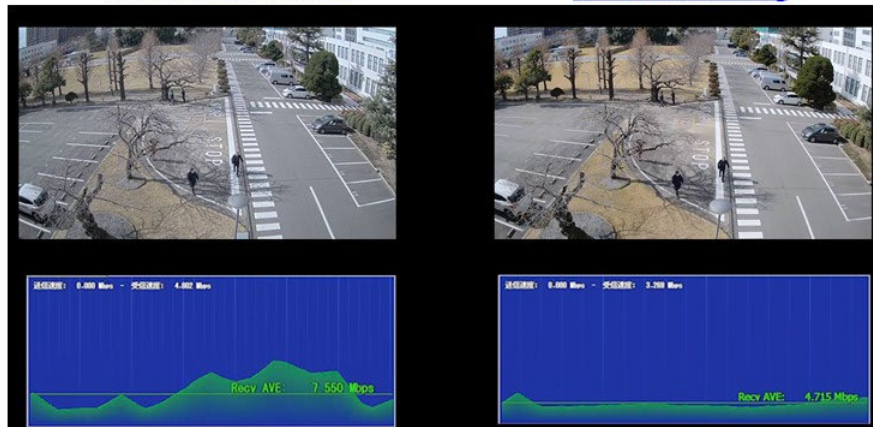 STOP
STOP
送信速度: 0.000 Mbps - 受信速度: 4.802 Mbps
Recv AVE: 7.550 Mbps
送信速度: 0.000 Mbps - 受信速度: 3.288 Mbps
Recv AVE: 4.715 Mbps